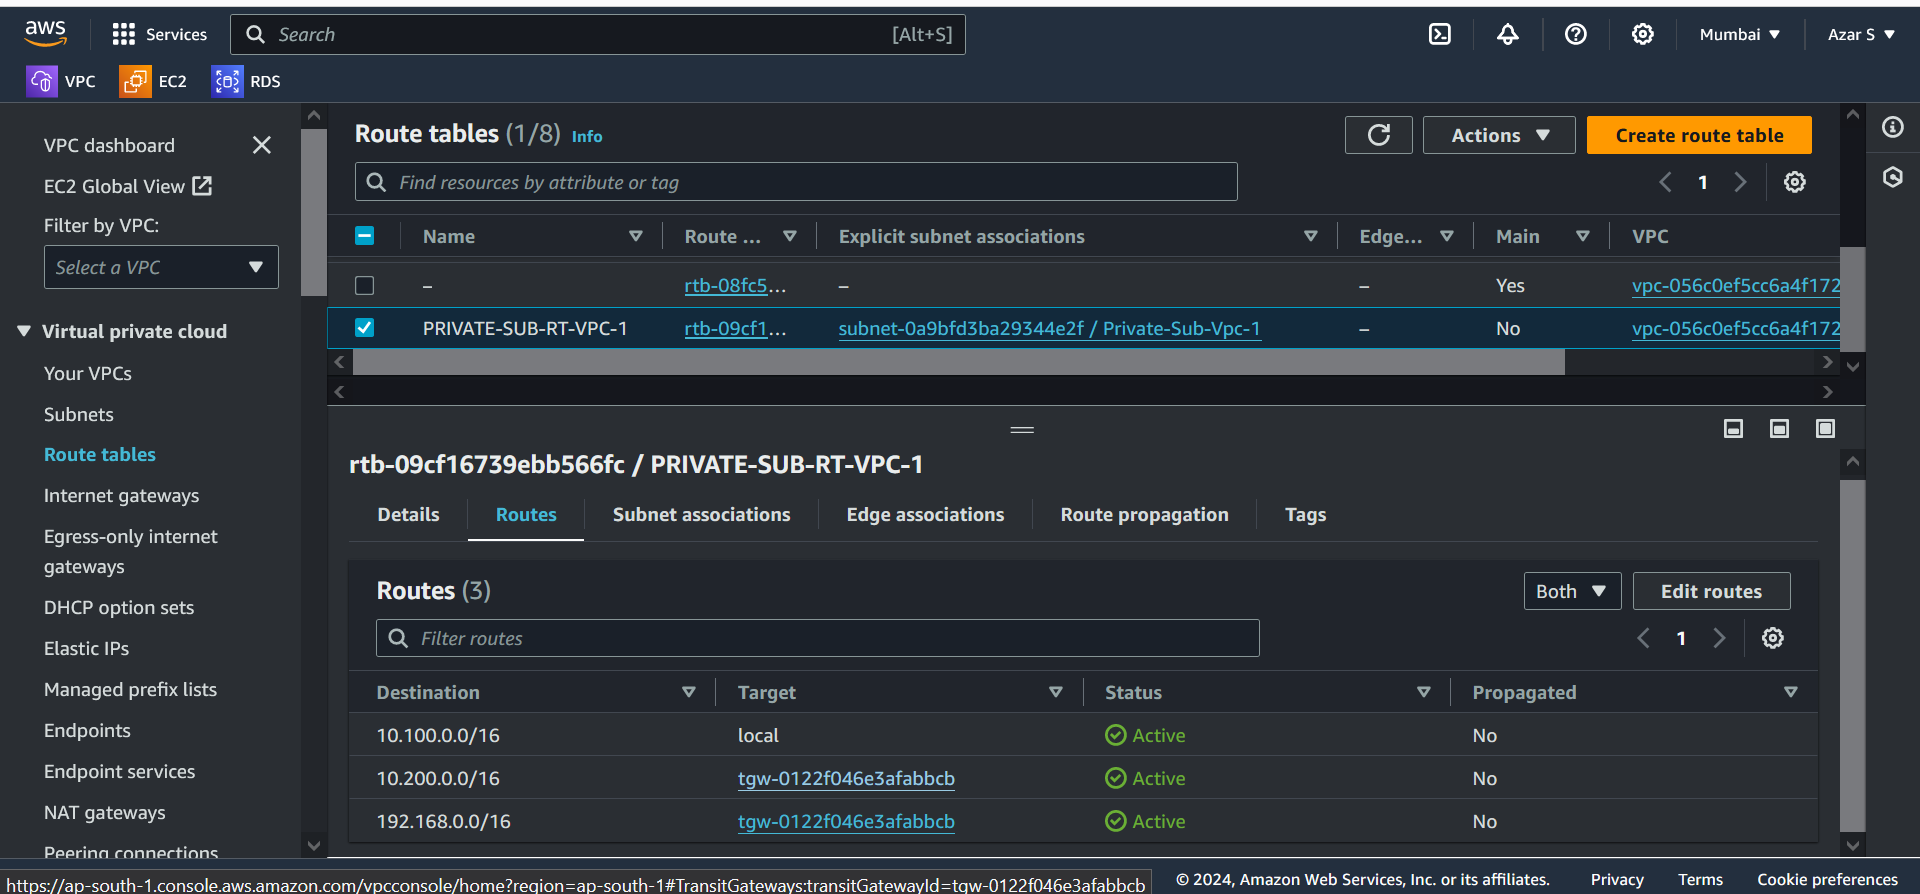 aws
Services
Search [Alt+S]
Mumbai ▼
Azar S ▼
VPC
EC2
RDS
VPC dashboard
EC2 Global View
Filter by VPC:
Select a VPC
Virtual private cloud
Your VPCs
Subnets
Route tables
Internet gateways
Egress-only internet
gateways
DHCP option sets
Elastic IPs
Managed prefix lists
Endpoints
Endpoint services
NAT gateways
Peering connections
Route tables (1/8) Info
Actions ▼
Create route table
Find resources by attribute or tag
1
Name Route ... Explicit subnet associations Edge... Main VPC
– rtb-08fc5... – – Yes vpc-056c0ef5cc6a4f172
PRIVATE-SUB-RT-VPC-1 rtb-09cf1... subnet-0a9bfd3ba29344e2f / Private-Sub-Vpc-1 – No vpc-056c0ef5cc6a4f172
rtb-09cf16739ebb566fc / PRIVATE-SUB-RT-VPC-1
Details Routes Subnet associations Edge associations Route propagation Tags
Routes (3)
Both ▼
Edit routes
Filter routes
1
Destination Target Status Propagated
10.100.0.0/16 local Active No
10.200.0.0/16 tgw-0122f046e3afabbcb Active No
192.168.0.0/16 tgw-0122f046e3afabbcb Active No
https://ap-south-1.console.aws.amazon.com/vpcconsole/home?region=ap-south-1#TransitGateways:transitGatewayId=tgw-0122f046e3afabbcb
© 2024, Amazon Web Services, Inc. or its affiliates. Privacy Terms Cookie preferences